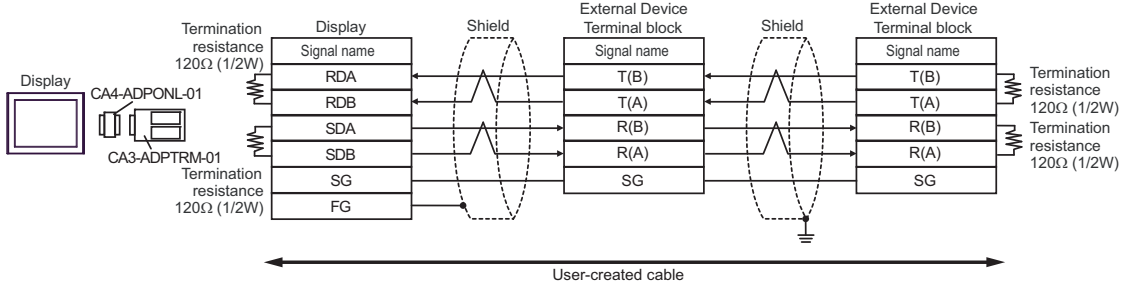 Display
CA4-ADPONL-01
CA3-ADPTRM-01
Termination
resistance
120Ω (1/2W)
Termination
resistance
120Ω (1/2W)
Display
Signal name
RDA
RDB
SDA
SDB
SG
FG
Shield
External Device
Terminal block
Signal name
T(B)
T(A)
R(B)
R(A)
SG
Shield
External Device
Terminal block
Signal name
T(B)
T(A)
R(B)
R(A)
SG
Termination
resistance
120Ω (1/2W)
Termination
resistance
120Ω (1/2W)
User-created cable